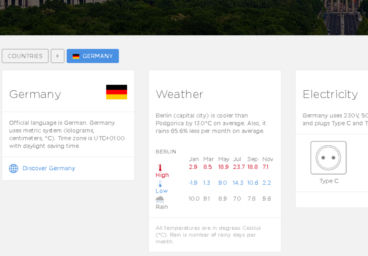 COUNTRIES + GERMANY
Germany
Official language is German. Germany
uses metric system (kilograms,
centimeters, °C). Time zone is UTC+01:00
with daylight saving time.
Discover Germany
Weather
Berlin (capital city) is cooler than
Podgorica by 12.0°C on average. Also, it
rains 65.6% less per month on average.
BERLIN
Jan Mar May Jul Sep Nov
High 2.9 8.5 18.9 23.7 18.8 7.1
Low -1.9 1.3 9.0 14.3 10.6 2.2
Rain 10.0 9.1 8.9 7.0 7.8 9.8
All temperatures are in degrees Celsius
(°C). Rain is number of rainy days per
month.
Electricity
Germany uses 230V, 50
and plugs Type C and T
Type C